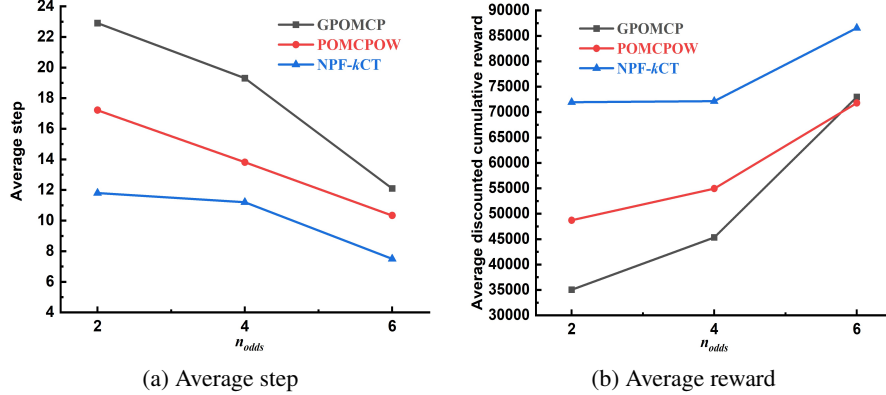 24
22
20
18
16
14
12
10
8
6
4
Average step
GPOMCP
POMCPOW
NPF-kCT
2 4 6
n_odds
(a) Average step
90000
85000
80000
75000
70000
65000
60000
55000
50000
45000
40000
35000
30000
Average discounted cumulative reward
GPOMCP
POMCPOW
NPF-kCT
2 4 6
n_odds
(b) Average reward